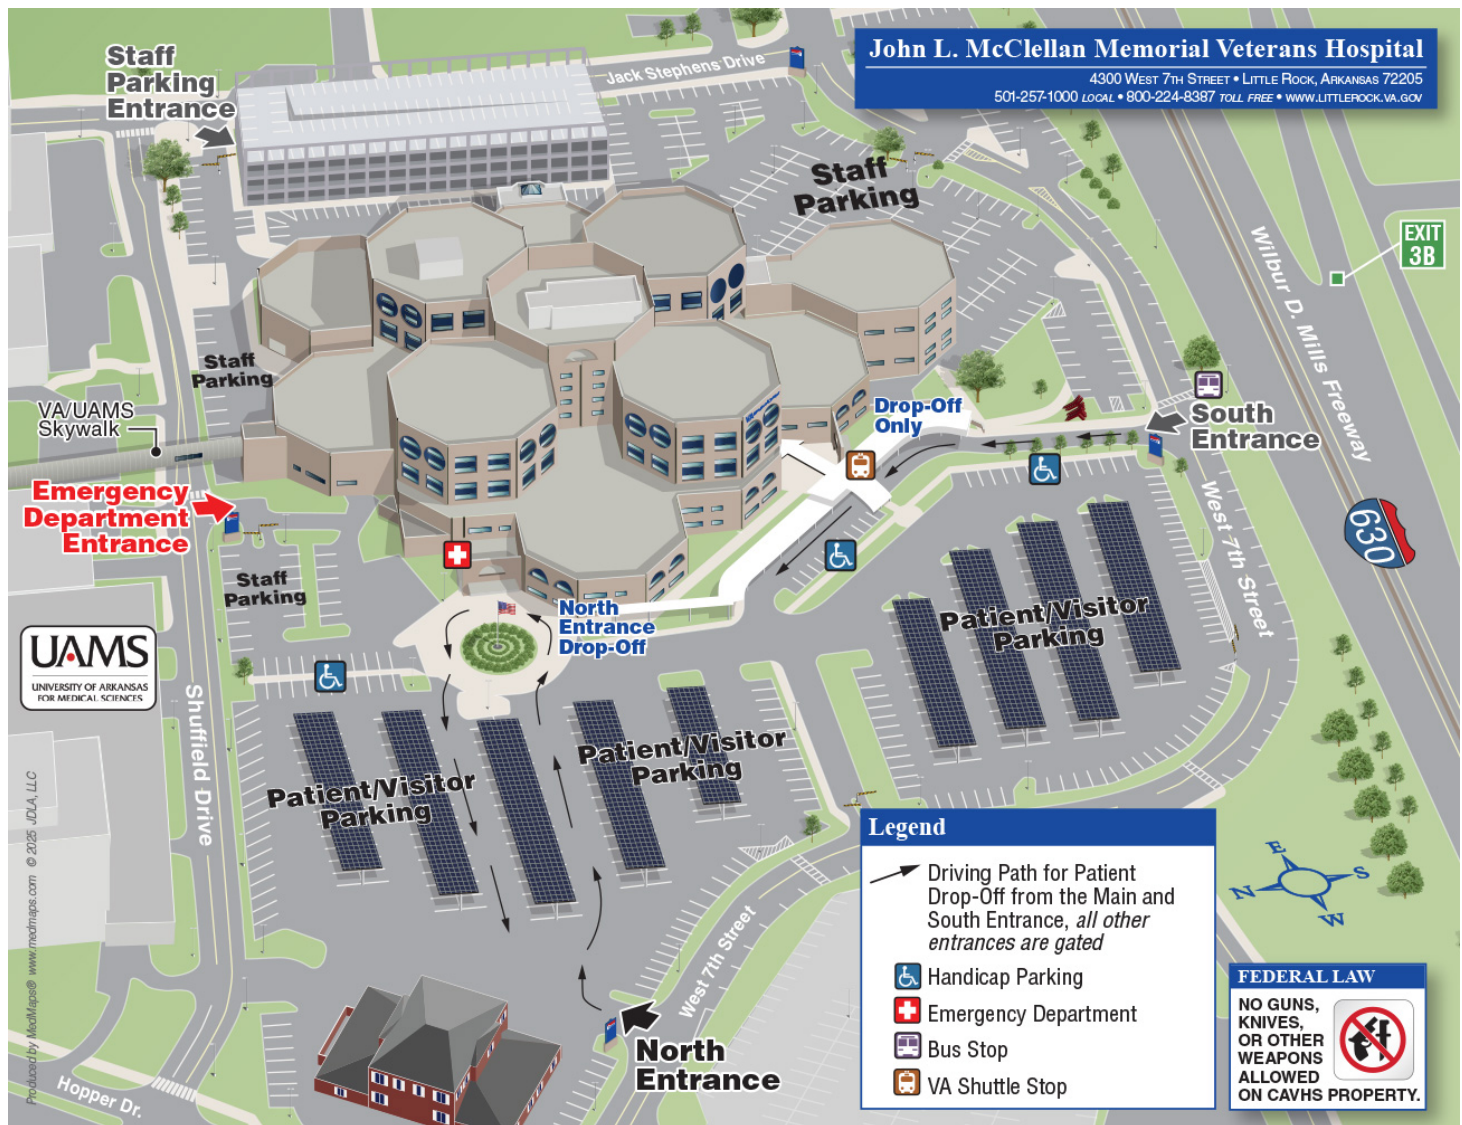 John L. McClellan Memorial Veterans Hospital
4300 West 7th Street • Little Rock, Arkansas 72205
501-257-1000 LOCAL • 800-224-8387 TOLL FREE • WWW.LITTLEROCK.VA.GOV
Staff
Parking
Entrance
Jack Stephens Drive
Staff
Parking
EXIT
3B
Wilbur D. Mills Freeway
Staff
Parking
VA/UAMS
Skywalk
Drop-Off
Only
South
Entrance
Emergency
Department
Entrance
West 7th Street
630
Staff
Parking
North
Entrance
Drop-Off
Patient/Visitor
Parking
UAMS
UNIVERSITY OF ARKANSAS
FOR MEDICAL SCIENCES
Shuffield Drive
Patient/Visitor
Parking
Patient/Visitor
Parking
Legend
Driving Path for Patient
Drop-Off from the Main and
South Entrance, all other
entrances are gated
Handicap Parking
Emergency Department
Bus Stop
VA Shuttle Stop
E
N
S
W
West 7th Street
North
Entrance
Hopper Dr.
FEDERAL LAW
NO GUNS,
KNIVES,
OR OTHER
WEAPONS
ALLOWED
ON CAVHS PROPERTY.
Produced by MedMaps® www.medmaps.com © 2025 JDLA, LLC